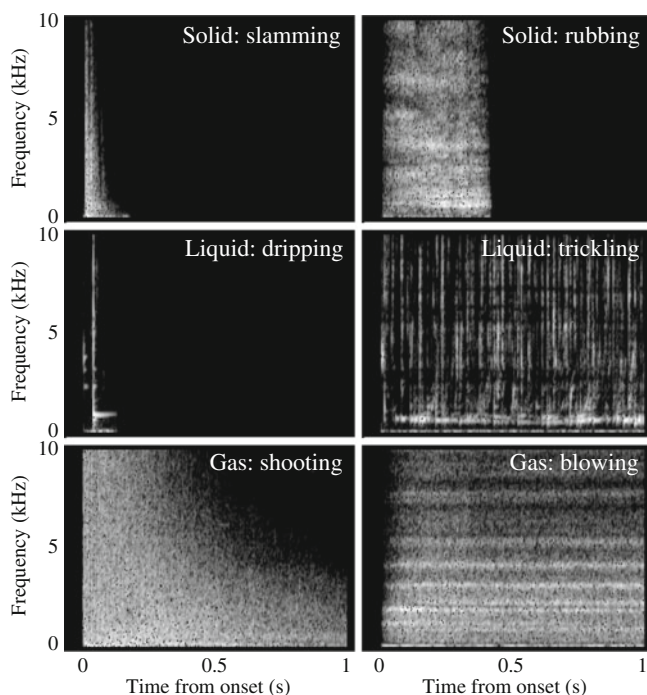 10
Solid: slamming
Solid: rubbing
Frequency (kHz)
5
0
10
Liquid: dripping
Liquid: trickling
Frequency (kHz)
5
0
10
Gas: shooting
Gas: blowing
Frequency (kHz)
5
0
0
0.5
1
0
0.5
1
Time from onset (s)
Time from onset (s)